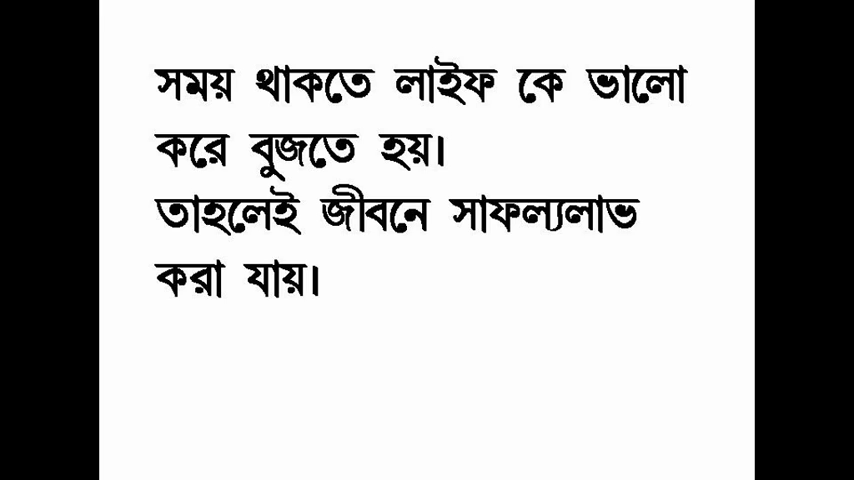 সময় থাকতে লাইফ কে ভালো
করে বুজতে হয়।
তাহলেই জীবনে সাফল্যলাভ
করা যায়।